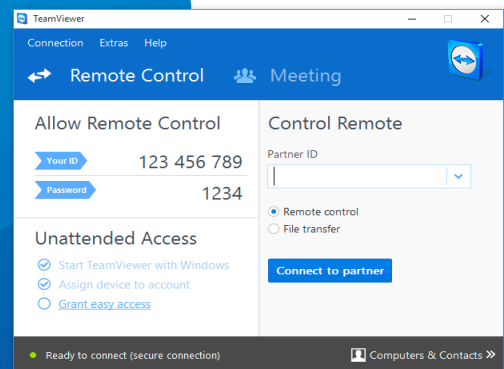 TeamViewer
Connection Extras Help
Remote Control Meeting
Allow Remote Control
Your ID 123 456 789
Password 1234
Unattended Access
Start TeamViewer with Windows
Assign device to account
Grant easy access
Control Remote
Partner ID
Remote control
File transfer
Connect to partner
Ready to connect (secure connection) Computers & Contacts